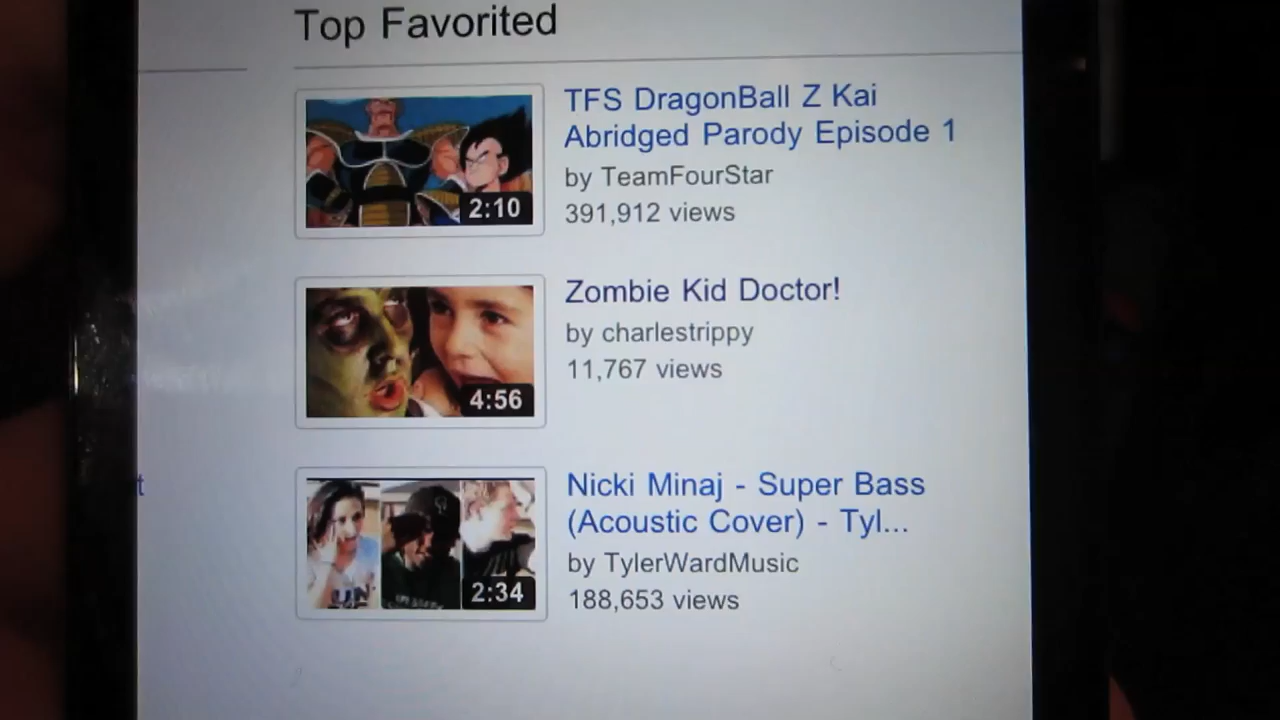 Top Favorited
TFS DragonBall Z Kai
Abridged Parody Episode 1
by TeamFourStar
391,912 views
2:10
Zombie Kid Doctor!
by charlestrippy
11,767 views
4:56
t
Nicki Minaj - Super Bass
(Acoustic Cover) - Tyl...
by TylerWardMusic
188,653 views
2:34